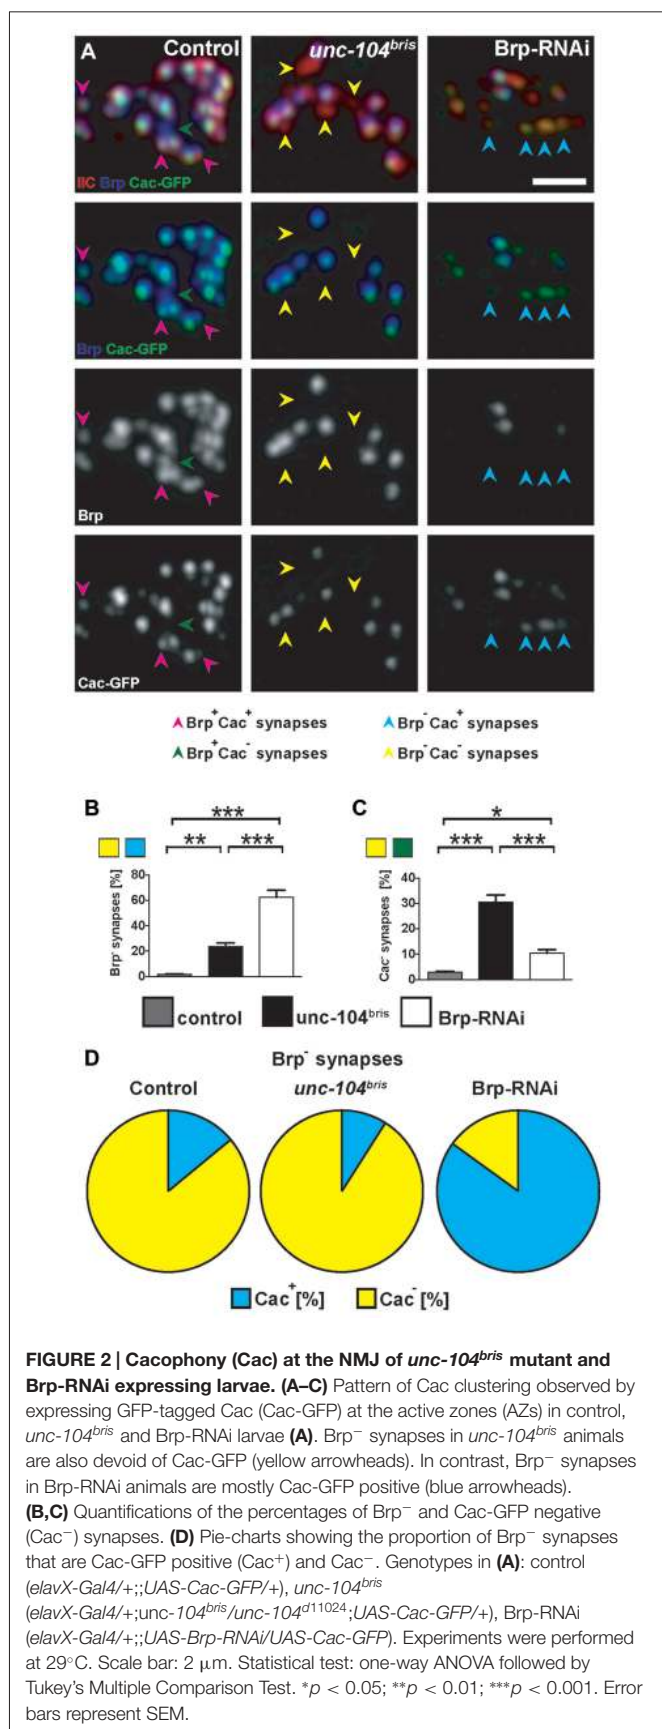 A Control unc-104bris Brp-RNAi
IIC Brp Cac-GFP
Brp Cac-GFP
Brp
Cac-GFP
Brp+Cac+ synapses Brp-Cac+ synapses
Brp+Cac- synapses Brp-Cac- synapses
B C
*** *
** *** *** ***
Brp- synapses [%] 80 60 40 20 0
Cac- synapses [%] 40 30 20 10 0
control unc-104bris Brp-RNAi
D Brp- synapses
Control unc-104bris Brp-RNAi
Cac+[%] Cac-[%]
FIGURE 2 | Cacophony (Cac) at the NMJ of unc-104bris mutant and
Brp-RNAi expressing larvae. (A–C) Pattern of Cac clustering observed by
expressing GFP-tagged Cac (Cac-GFP) at the active zones (AZs) in control,
unc-104bris and Brp-RNAi larvae (A). Brp− synapses in unc-104bris animals
are also devoid of Cac-GFP (yellow arrowheads). In contrast, Brp− synapses
in Brp-RNAi animals are mostly Cac-GFP positive (blue arrowheads).
(B,C) Quantifications of the percentages of Brp− and Cac-GFP negative
(Cac−) synapses. (D) Pie-charts showing the proportion of Brp− synapses
that are Cac-GFP positive (Cac+) and Cac−. Genotypes in (A): control
(elavX-Gal4/+;;UAS-Cac-GFP/+), unc-104bris
(elavX-Gal4/+;unc-104bris/unc-104d11024;UAS-Cac-GFP/+), Brp-RNAi
(elavX-Gal4/+;;UAS-Brp-RNAi/UAS-Cac-GFP). Experiments were performed
at 29°C. Scale bar: 2 μm. Statistical test: one-way ANOVA followed by
Tukey's Multiple Comparison Test. *p < 0.05; **p < 0.01; ***p < 0.001. Error
bars represent SEM.